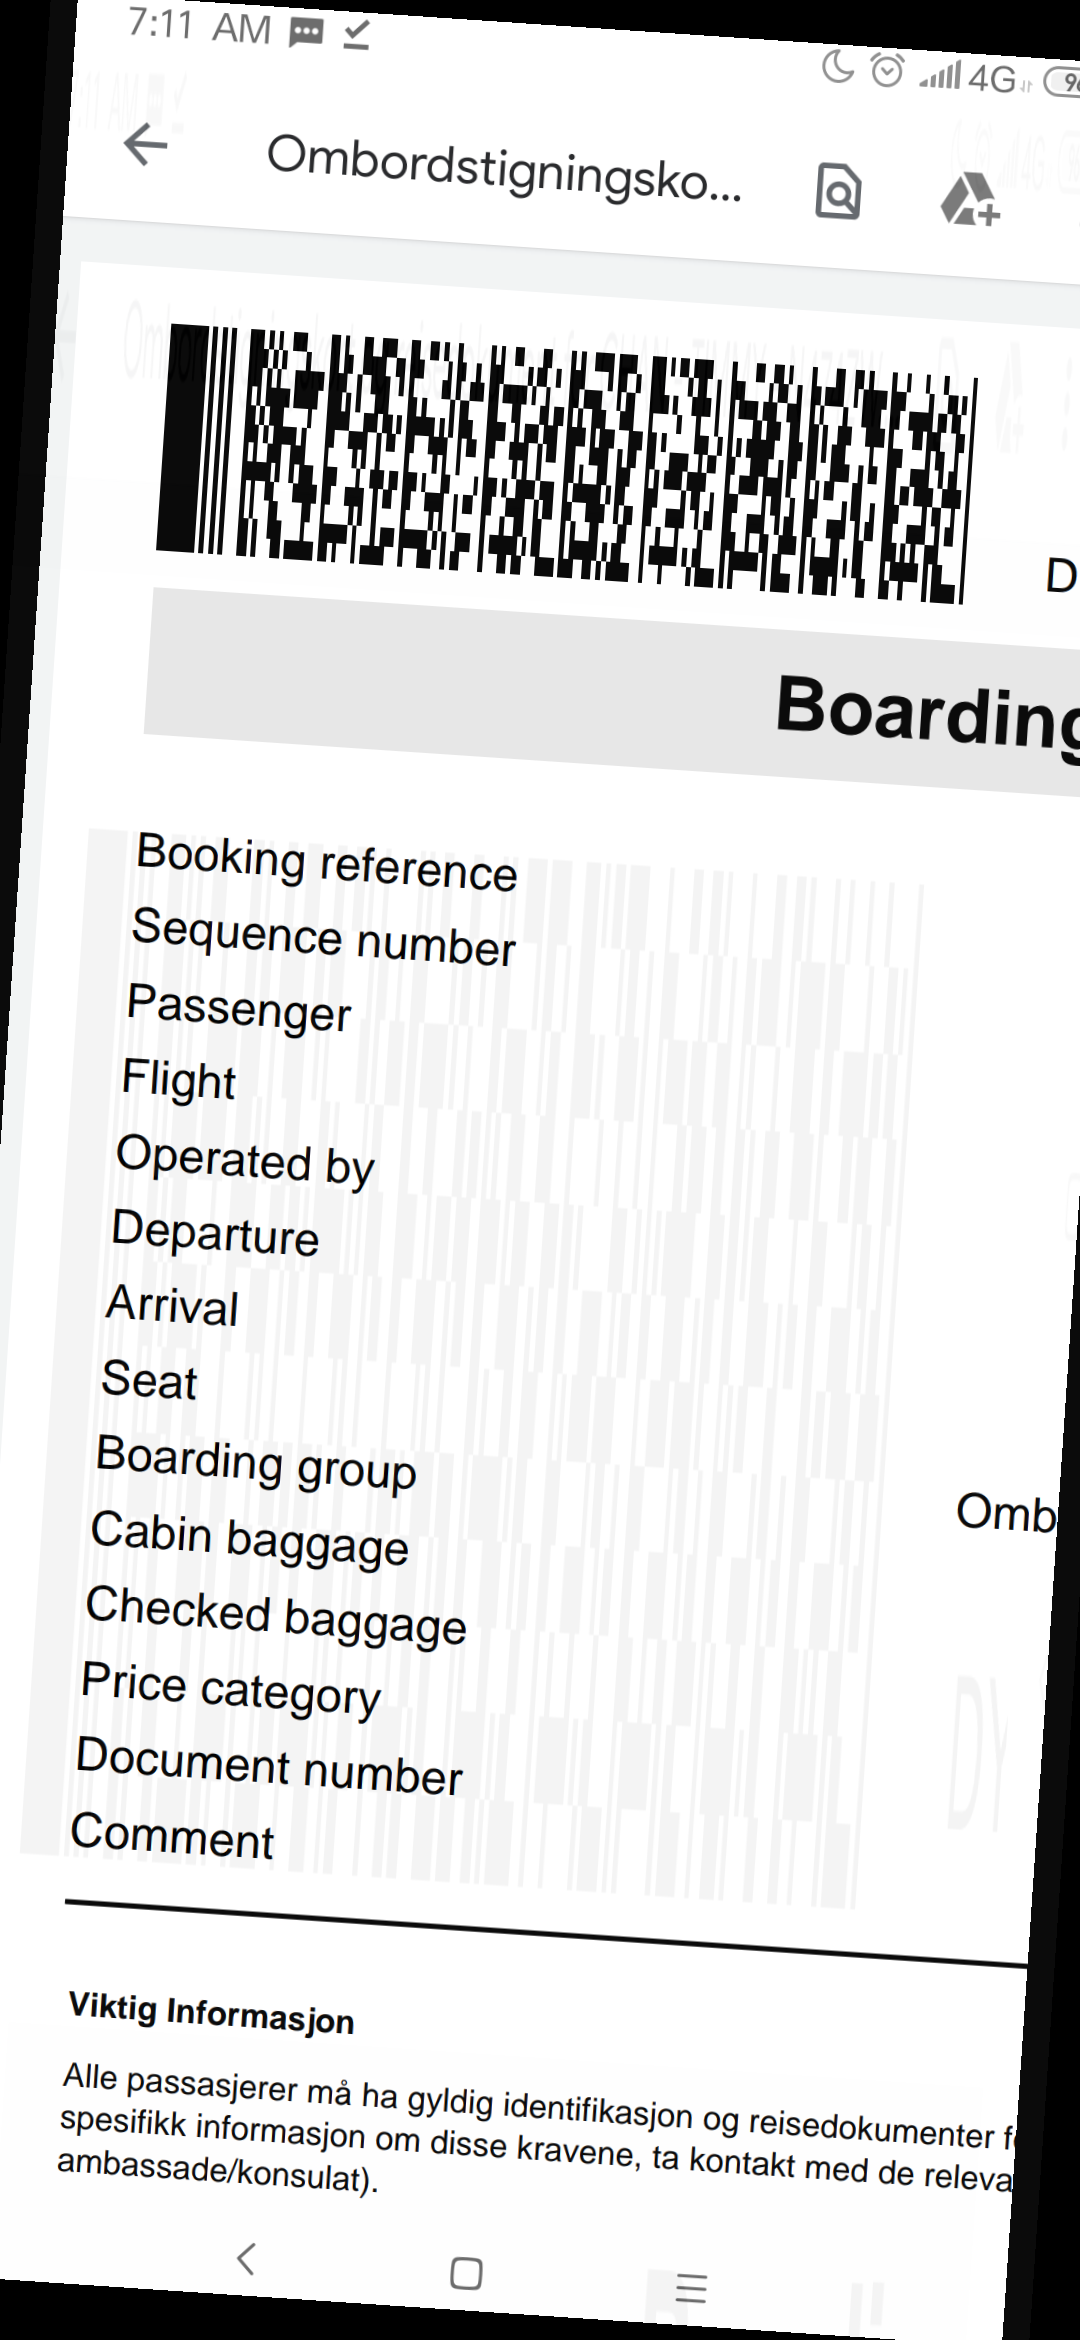 7:11 AM 4G
Ombordstigningsko...
D
Boarding
Booking reference
Sequence number
Passenger
Flight
Operated by
Departure
Arrival
Seat
Boarding group
Omb
Cabin baggage
Checked baggage
Price category
Document number
Comment
Viktig Informasjon
Alle passasjerer må ha gyldig identifikasjon og reisedokumenter f
spesifikk informasjon om disse kravene, ta kontakt med de releva
ambassade/konsulat).